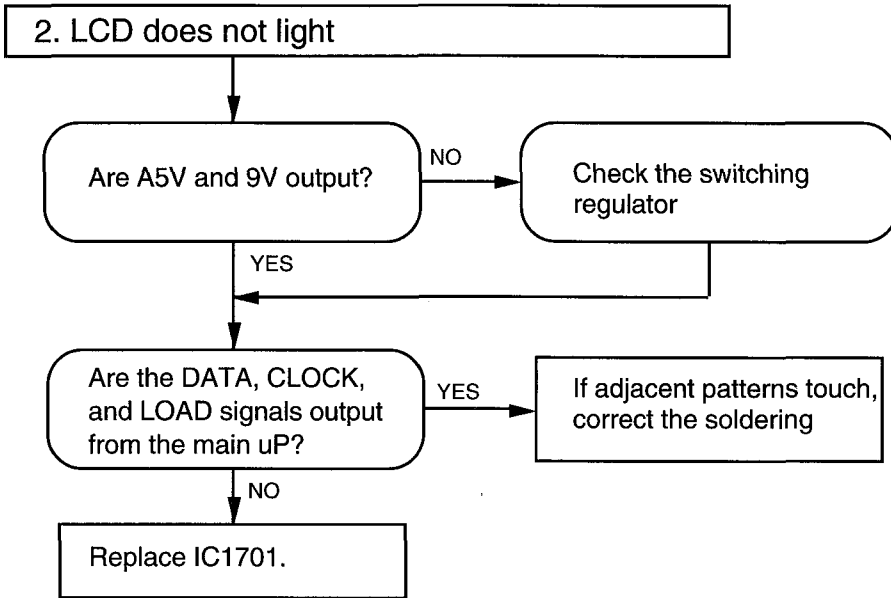 2. LCD does not light
Are A5V and 9V output?
NO
Check the switching
regulator
YES
Are the DATA, CLOCK,
and LOAD signals output
from the main uP?
YES
If adjacent patterns touch,
correct the soldering
NO
Replace IC1701.